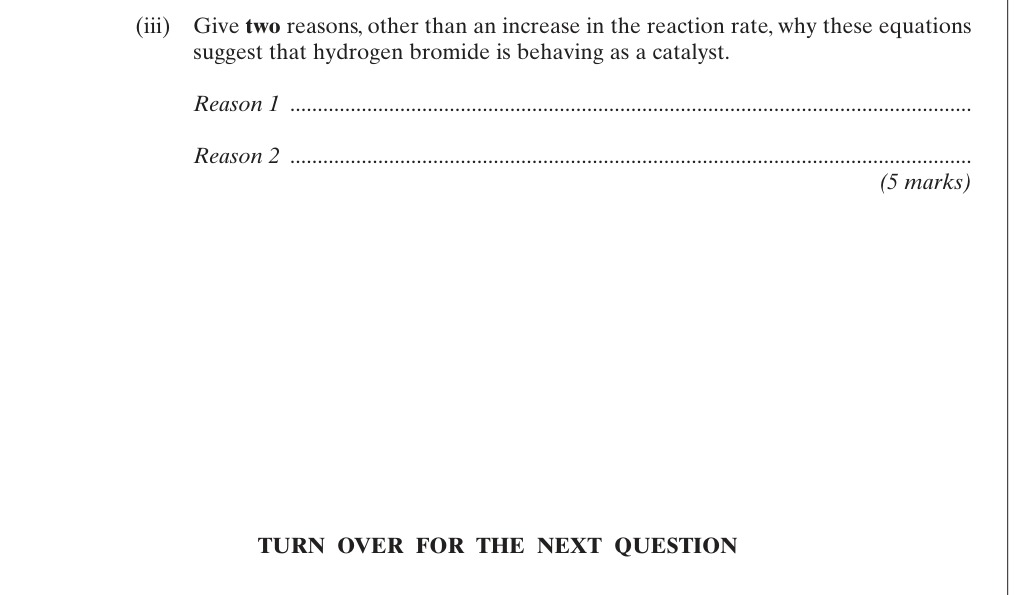 (iii) Give two reasons, other than an increase in the reaction rate, why these equations
suggest that hydrogen bromide is behaving as a catalyst.
Reason 1 ............................................................................................................................
Reason 2 ............................................................................................................................
(5 marks)
TURN OVER FOR THE NEXT QUESTION